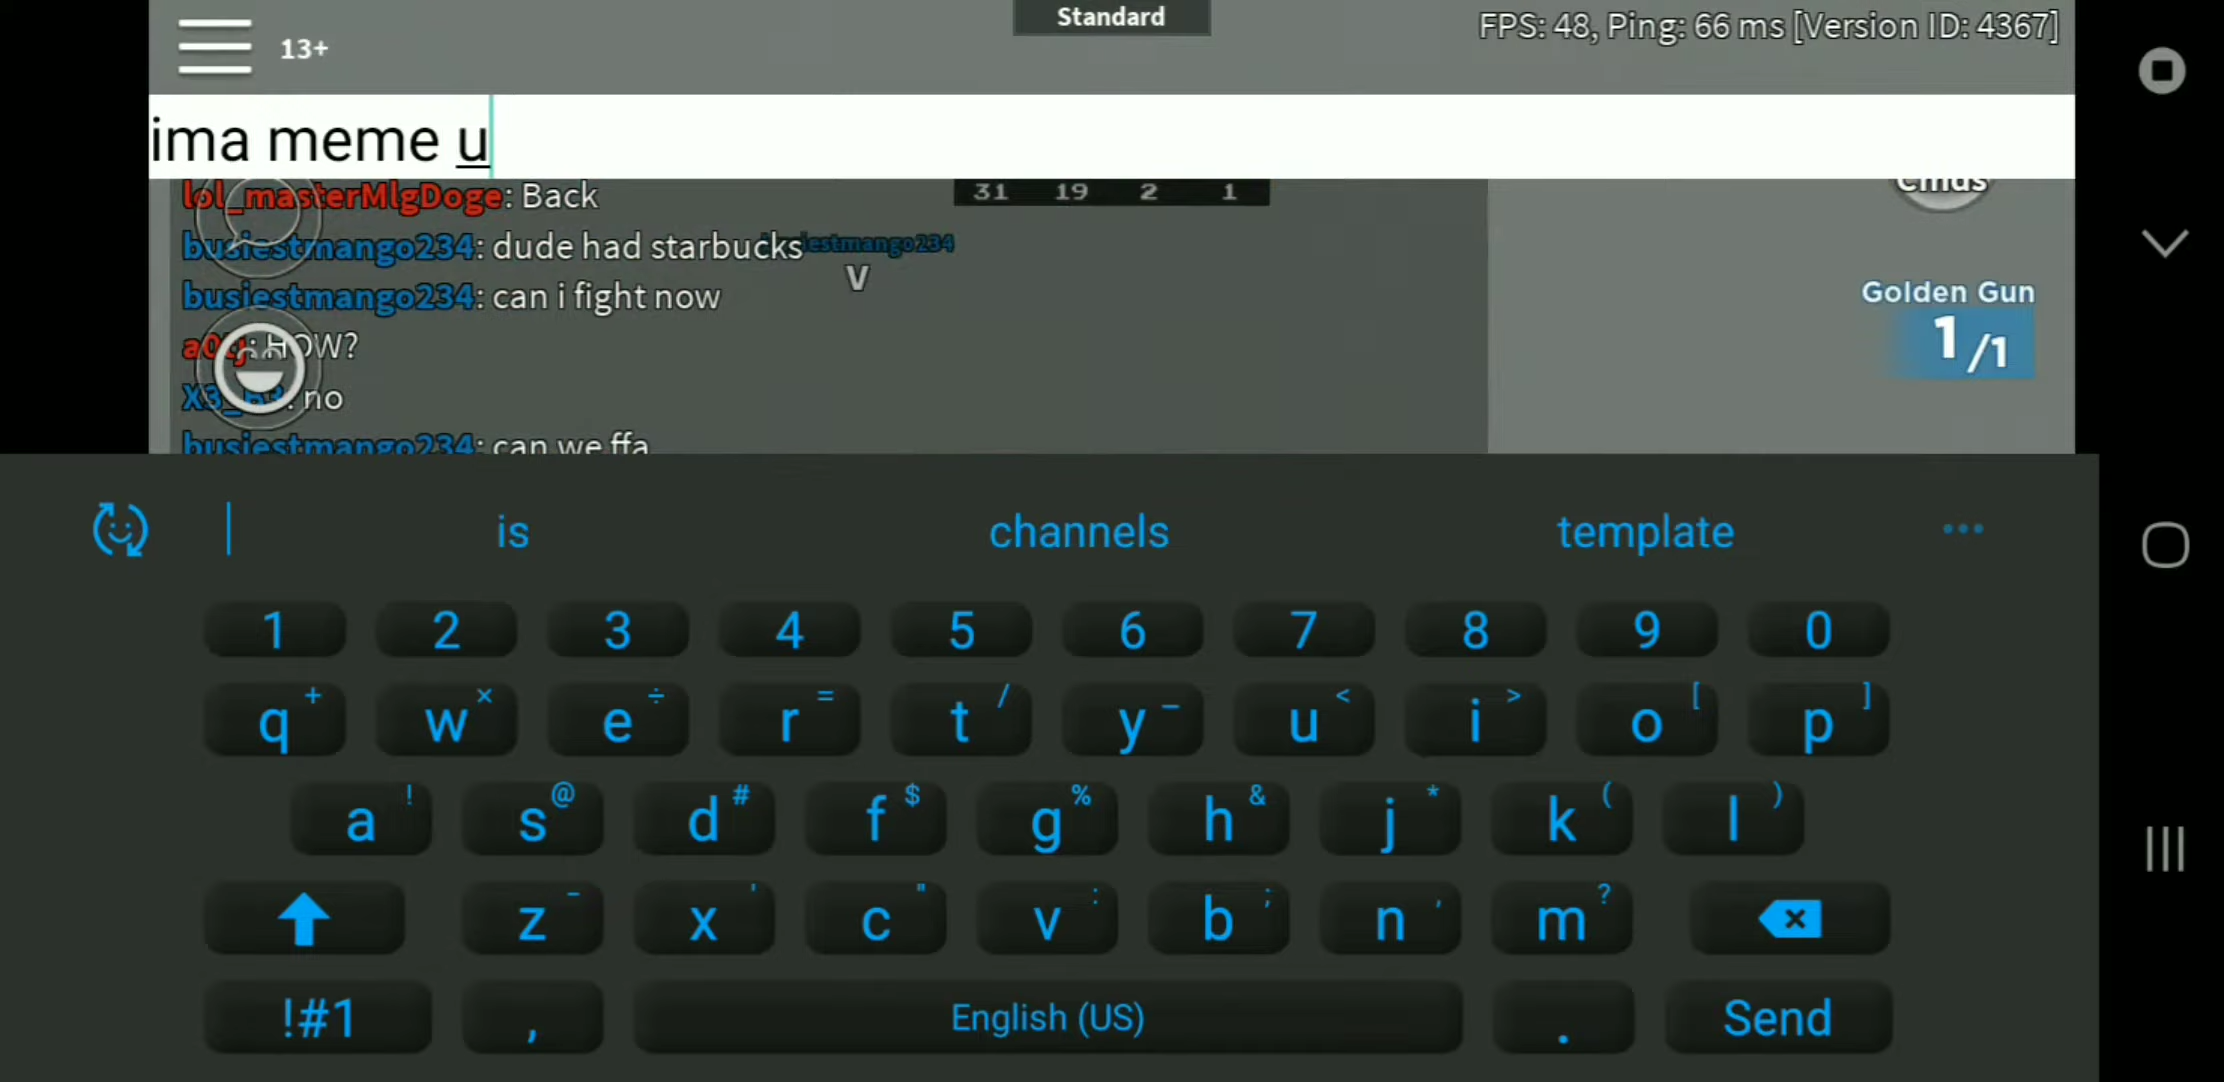 Standard
FPS: 48, Ping: 66 ms [Version ID: 4367]
13+
ima meme u
lol_masterMlgDoge: Back
31 19 2 1
cmds
busiestmango234: dude had starbucks
V
busiestmango234: can i fight now
Golden Gun
1/1
HOW?
no
busiestmango234: can we ffa
is channels template
1 2 3 4 5 6 7 8 9 0
q + w × e ÷ r = t / y _ u < i > o [ p ]
a ! s @ d # f $ g % h & j * k ( l )
z - x ' c " v : b ; n , m ?
!#1 , English (US) . Send